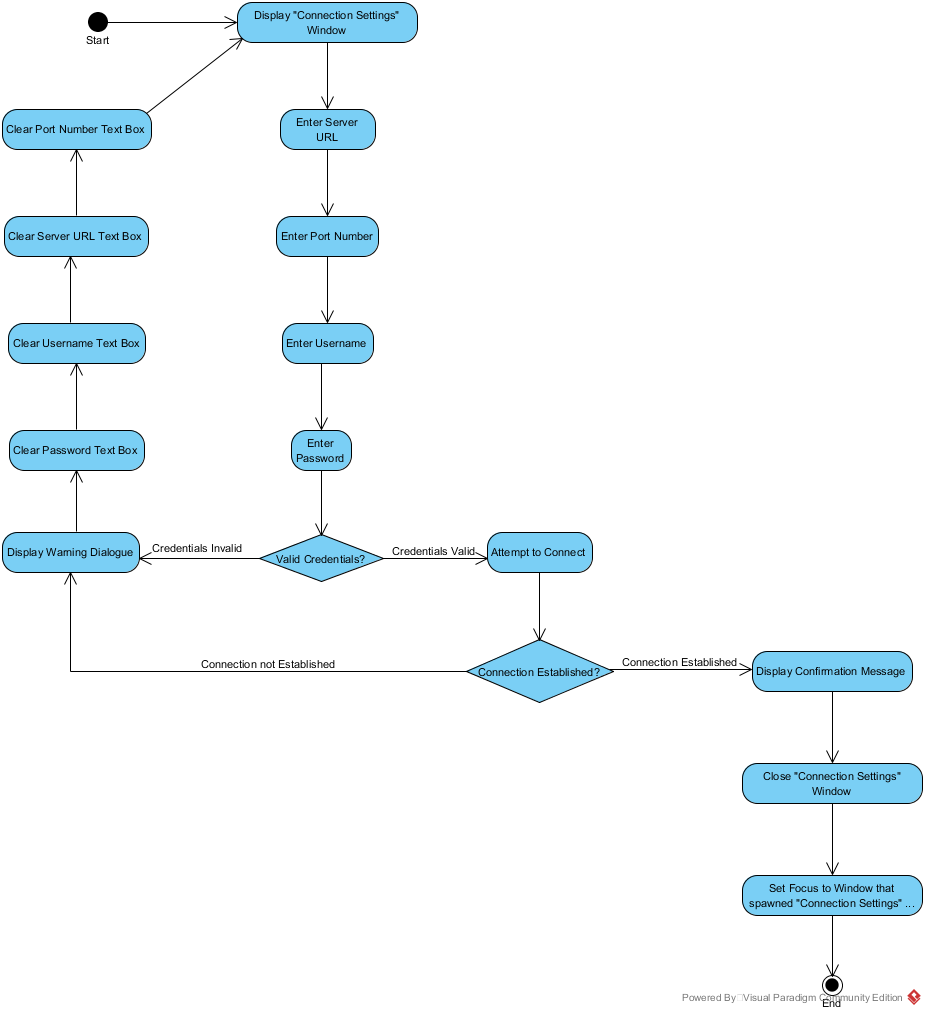 Display "Connection Settings"
Window
Start
Clear Port Number Text Box
Enter Server
URL
Clear Server URL Text Box
Enter Port Number
Clear Username Text Box
Enter Username
Clear Password Text Box
Enter
Password
Display Warning Dialogue
Credentials Invalid
Valid Credentials?
Credentials Valid
Attempt to Connect
Connection not Established
Connection Established?
Connection Established
Display Confirmation Message
Close "Connection Settings"
Window
Set Focus to Window that
spawned "Connection Settings" ...
Powered By Visual Paradigm Community Edition
End